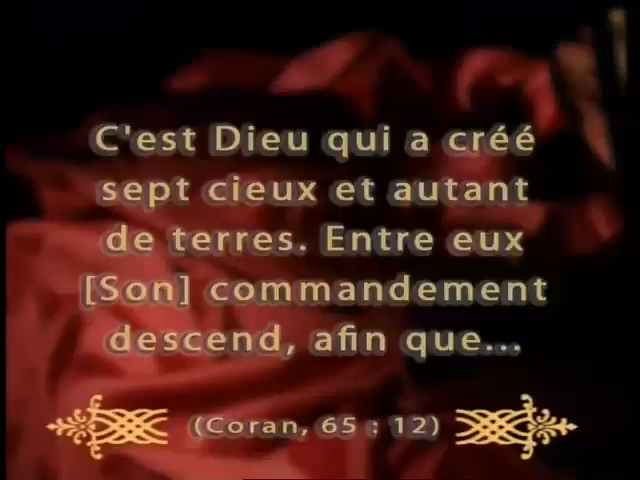 C'est Dieu qui a créé
sept cieux et autant
de terres. Entre eux
[Son] commandement
descend, afin que...
(Coran, 65 : 12)